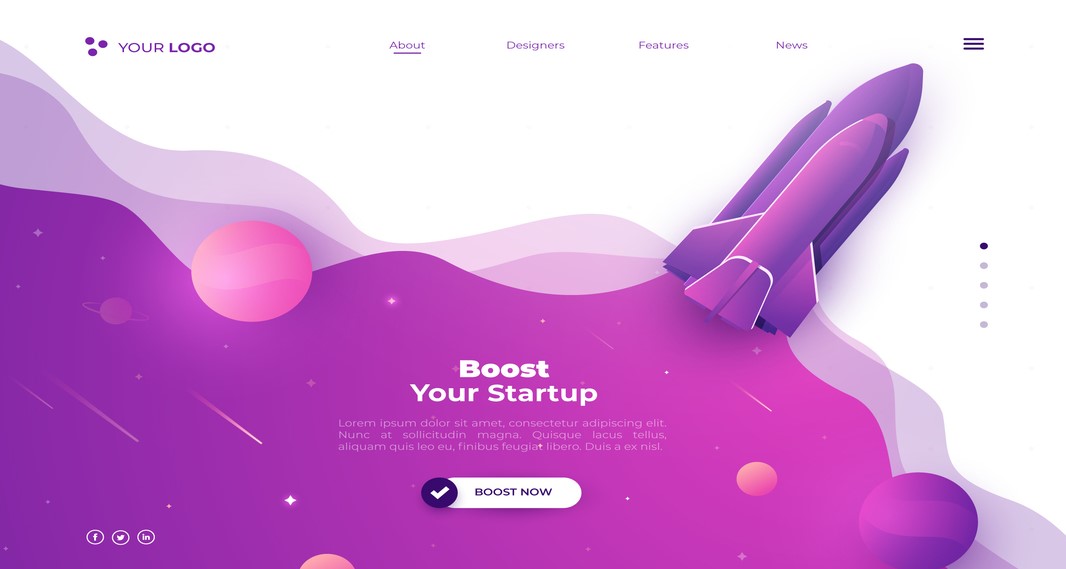 YOUR LOGO
About
Designers
Features
News
Boost
Your Startup
Lorem ipsum dolor sit amet, consectetur adipiscing elit.
Nunc at sollicitudin magna. Quisque lacus tellus,
aliquam quis leo eu, finibus feugiat libero. Duis a ex nisl.
BOOST NOW
f
in